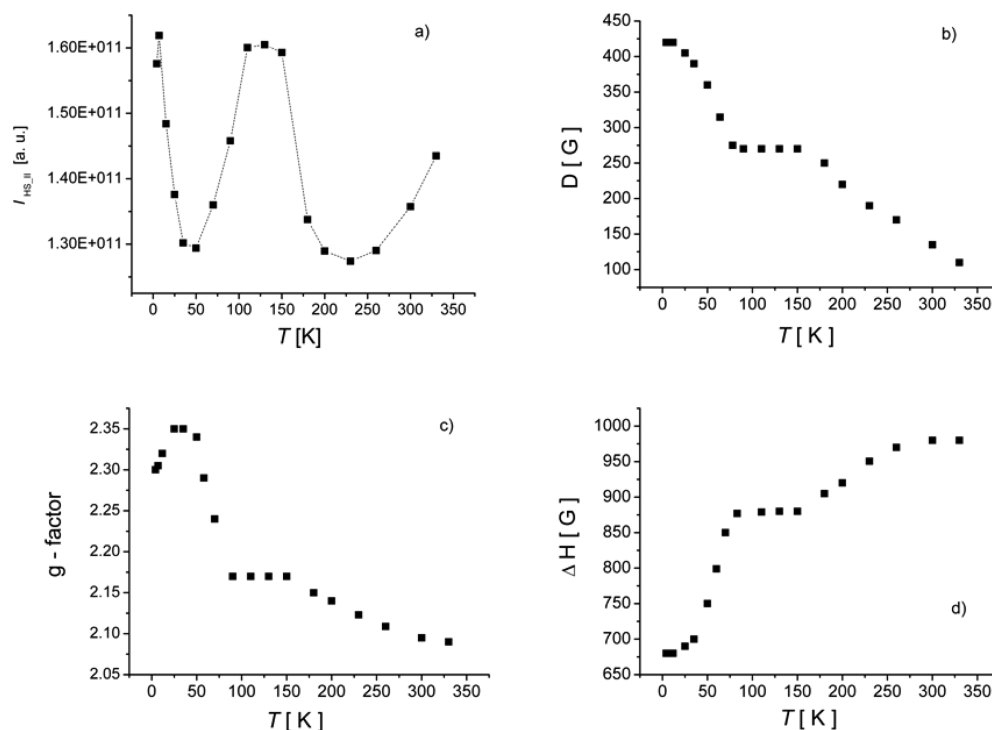 a)
1.60E+011
1.50E+011
1.40E+011
1.30E+011
I HS_II [a. u.]
0 50 100 150 200 250 300 350
T [K]
b)
450
400
350
300
250
200
150
100
D [ G ]
0 50 100 150 200 250 300 350
T [ K ]
c)
2.35
2.30
2.25
2.20
2.15
2.10
2.05
g - factor
0 50 100 150 200 250 300 350
T [ K ]
1000
950
900
850
800
750
700
650
Δ H [ G ]
d)
0 50 100 150 200 250 300 350
T [ K ]